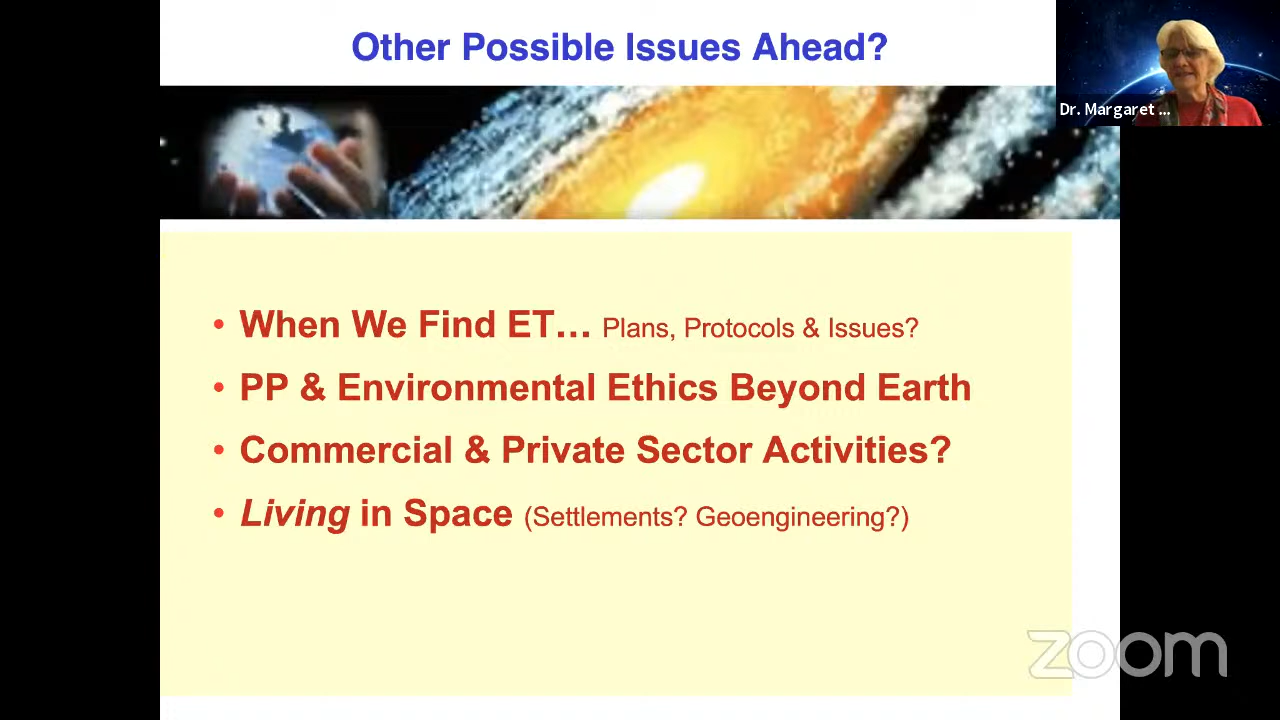 Other Possible Issues Ahead?
Dr. Margaret ...
• When We Find ET… Plans, Protocols & Issues?
• PP & Environmental Ethics Beyond Earth
• Commercial & Private Sector Activities?
• Living in Space (Settlements? Geoengineering?)
zoom